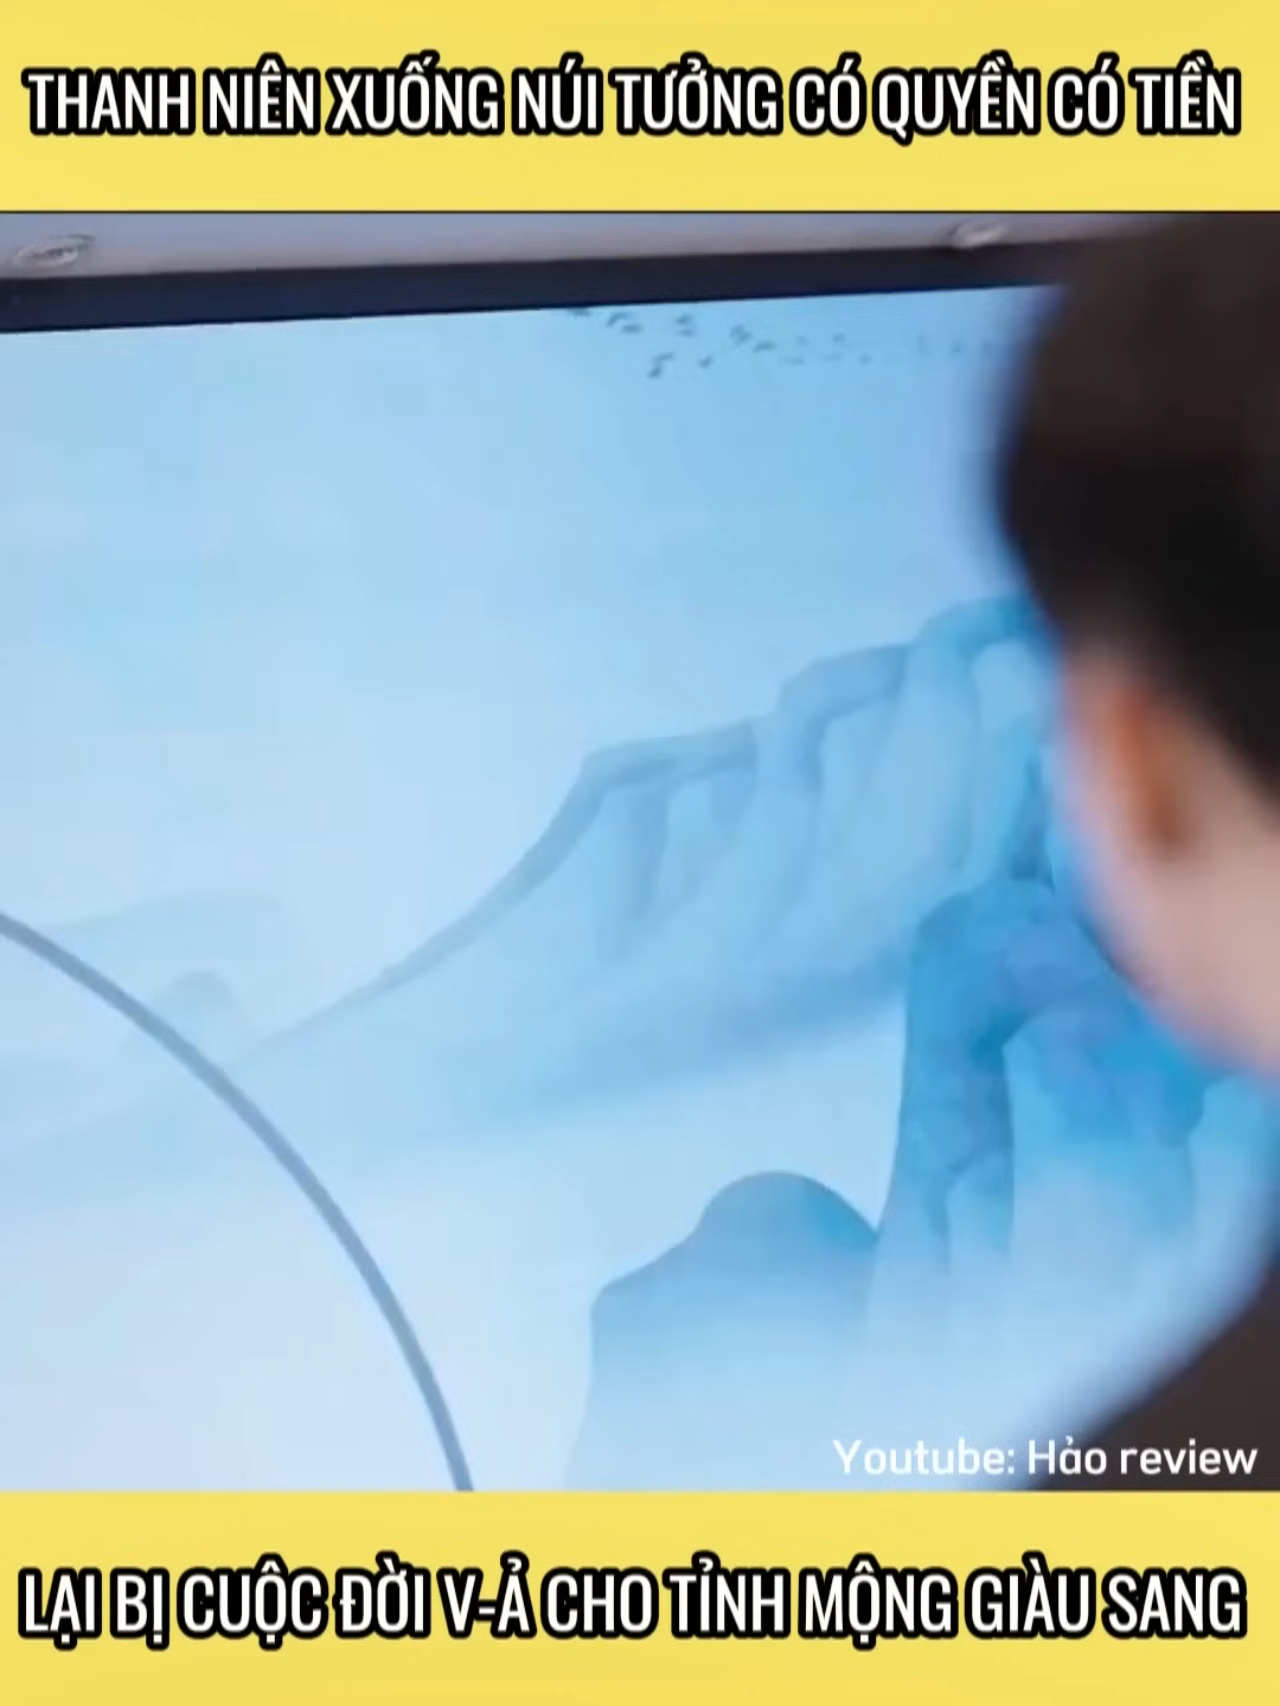 THANH NIÊN XUỐNG NÚI TƯỞNG CÓ QUYỀN CÓ TIỀN
Youtube: Hảo review
LẠI BỊ CUỘC ĐỜI V-Ả CHO TỈNH MỘNG GIÀU SANG